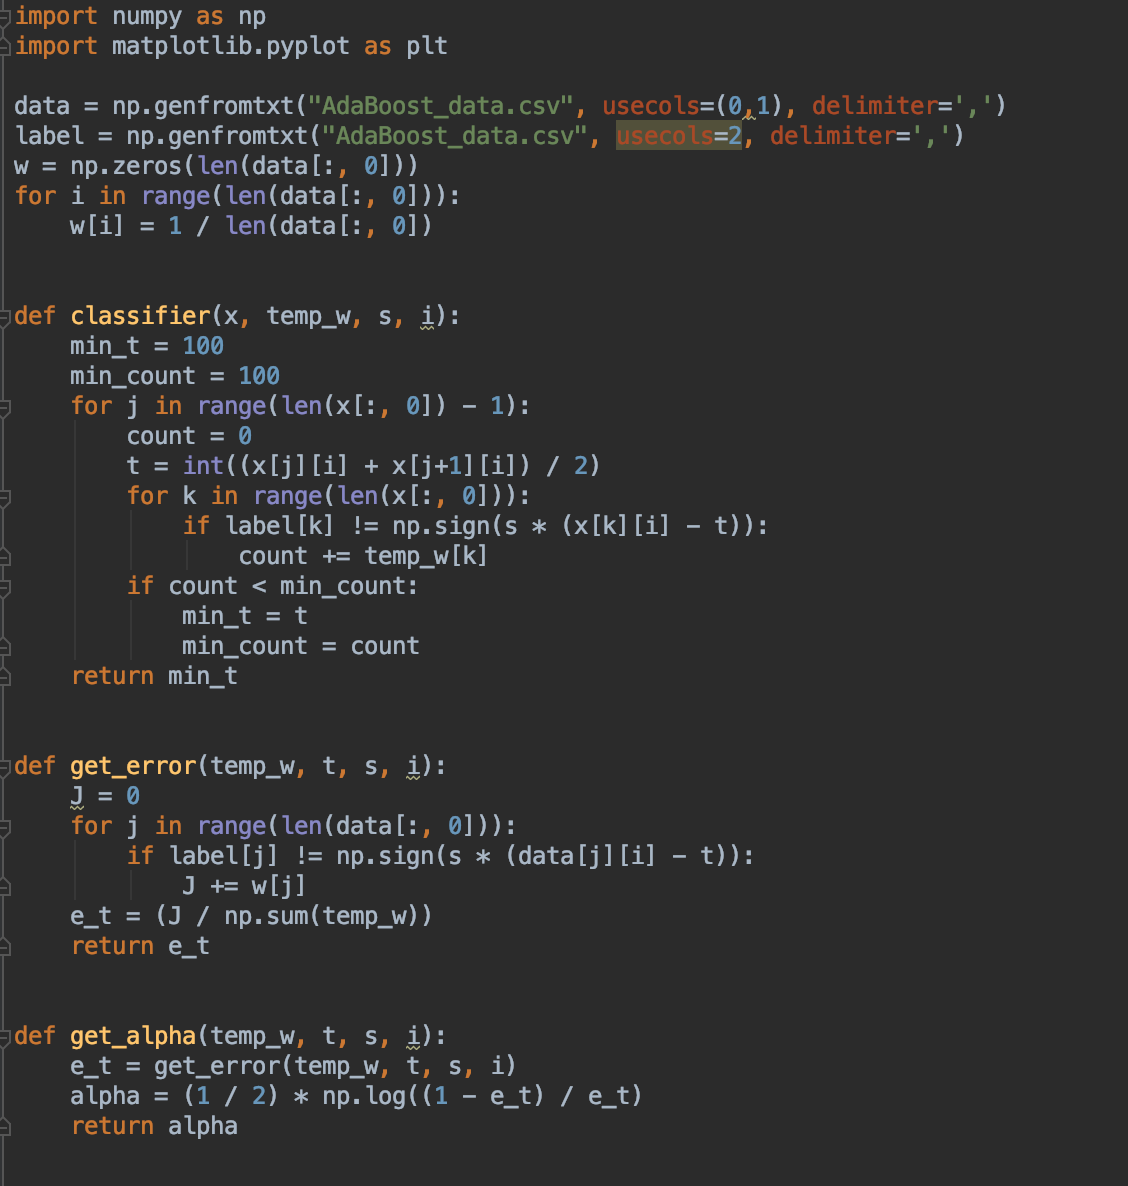 import numpy as np
import matplotlib.pyplot as plt

data = np.genfromtxt("AdaBoost_data.csv", usecols=(0,1), delimiter=',')
label = np.genfromtxt("AdaBoost_data.csv", usecols=2, delimiter=',')
w = np.zeros(len(data[:, 0]))
for i in range(len(data[:, 0])):
    w[i] = 1 / len(data[:, 0])


def classifier(x, temp_w, s, i):
    min_t = 100
    min_count = 100
    for j in range(len(x[:, 0]) - 1):
        count = 0
        t = int((x[j][i] + x[j+1][i]) / 2)
        for k in range(len(x[:, 0])):
            if label[k] != np.sign(s * (x[k][i] - t)):
                count += temp_w[k]
        if count < min_count:
            min_t = t
            min_count = count
    return min_t


def get_error(temp_w, t, s, i):
    J = 0
    for j in range(len(data[:, 0])):
        if label[j] != np.sign(s * (data[j][i] - t)):
            J += w[j]
    e_t = (J / np.sum(temp_w))
    return e_t


def get_alpha(temp_w, t, s, i):
    e_t = get_error(temp_w, t, s, i)
    alpha = (1 / 2) * np.log((1 - e_t) / e_t)
    return alpha